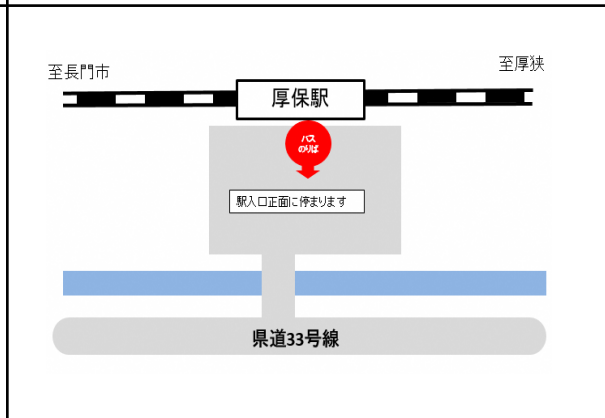 至長門市
至厚狭
厚保駅
バス
のりば
駅入口正面に停まります
県道33号線